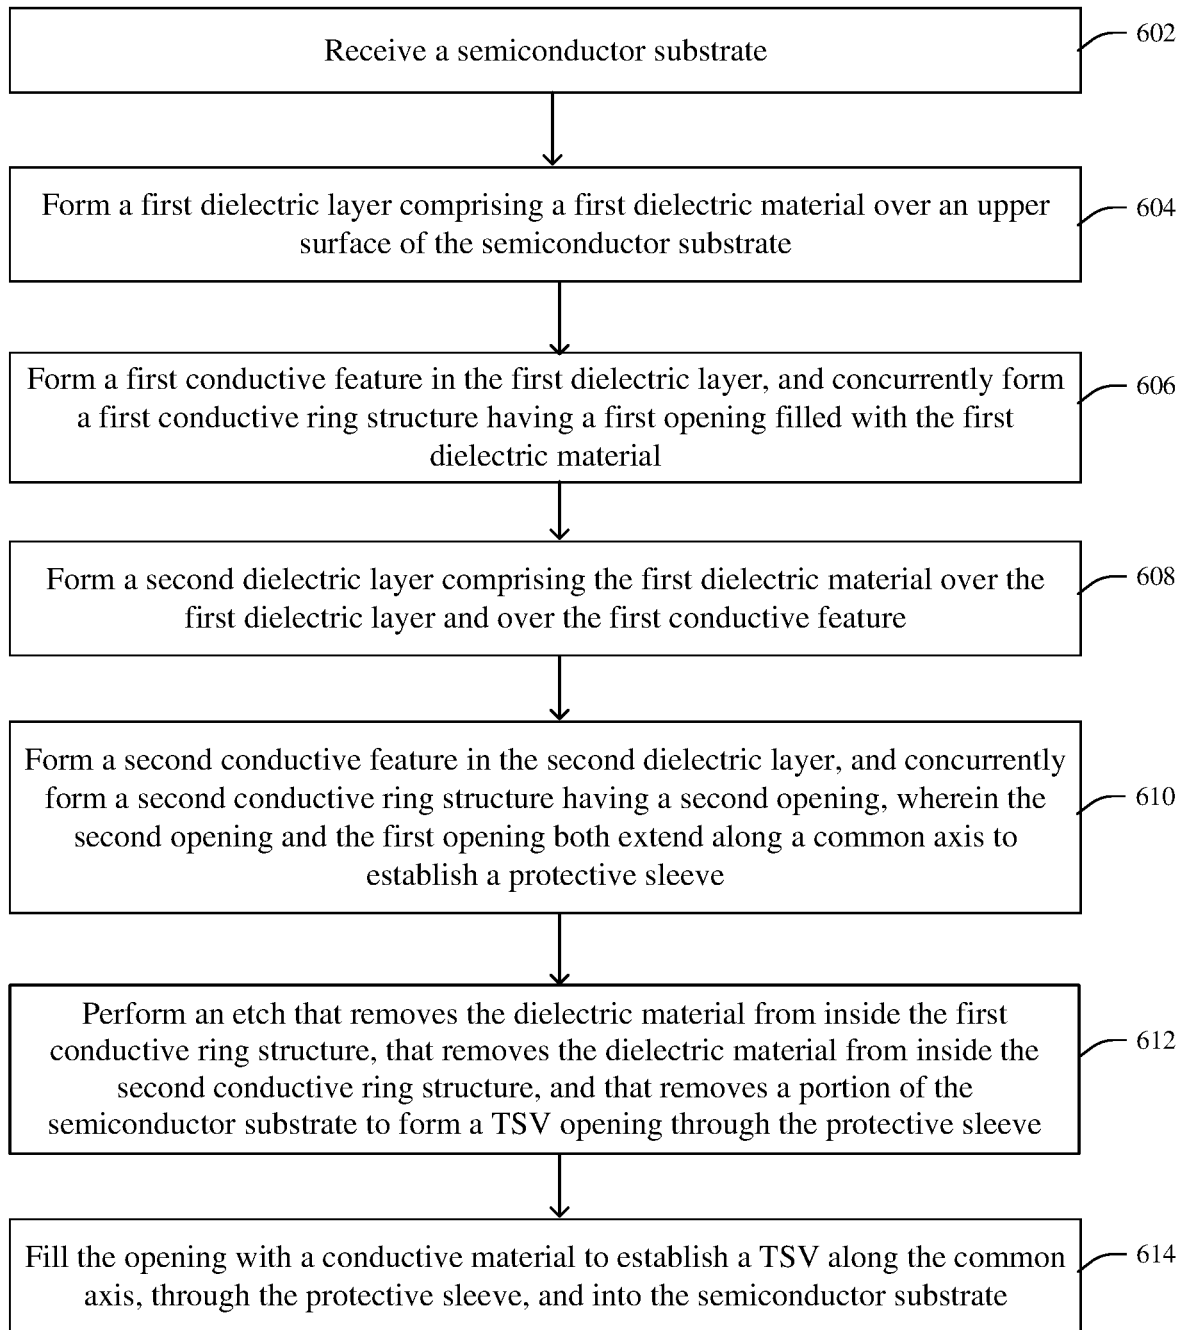 Receive a semiconductor substrate
602
Form a first dielectric layer comprising a first dielectric material over an upper
surface of the semiconductor substrate
604
Form a first conductive feature in the first dielectric layer, and concurrently form
a first conductive ring structure having a first opening filled with the first
dielectric material
606
Form a second dielectric layer comprising the first dielectric material over the
first dielectric layer and over the first conductive feature
608
Form a second conductive feature in the second dielectric layer, and concurrently
form a second conductive ring structure having a second opening, wherein the
second opening and the first opening both extend along a common axis to
establish a protective sleeve
610
Perform an etch that removes the dielectric material from inside the first
conductive ring structure, that removes the dielectric material from inside the
second conductive ring structure, and that removes a portion of the
semiconductor substrate to form a TSV opening through the protective sleeve
612
Fill the opening with a conductive material to establish a TSV along the common
axis, through the protective sleeve, and into the semiconductor substrate
614